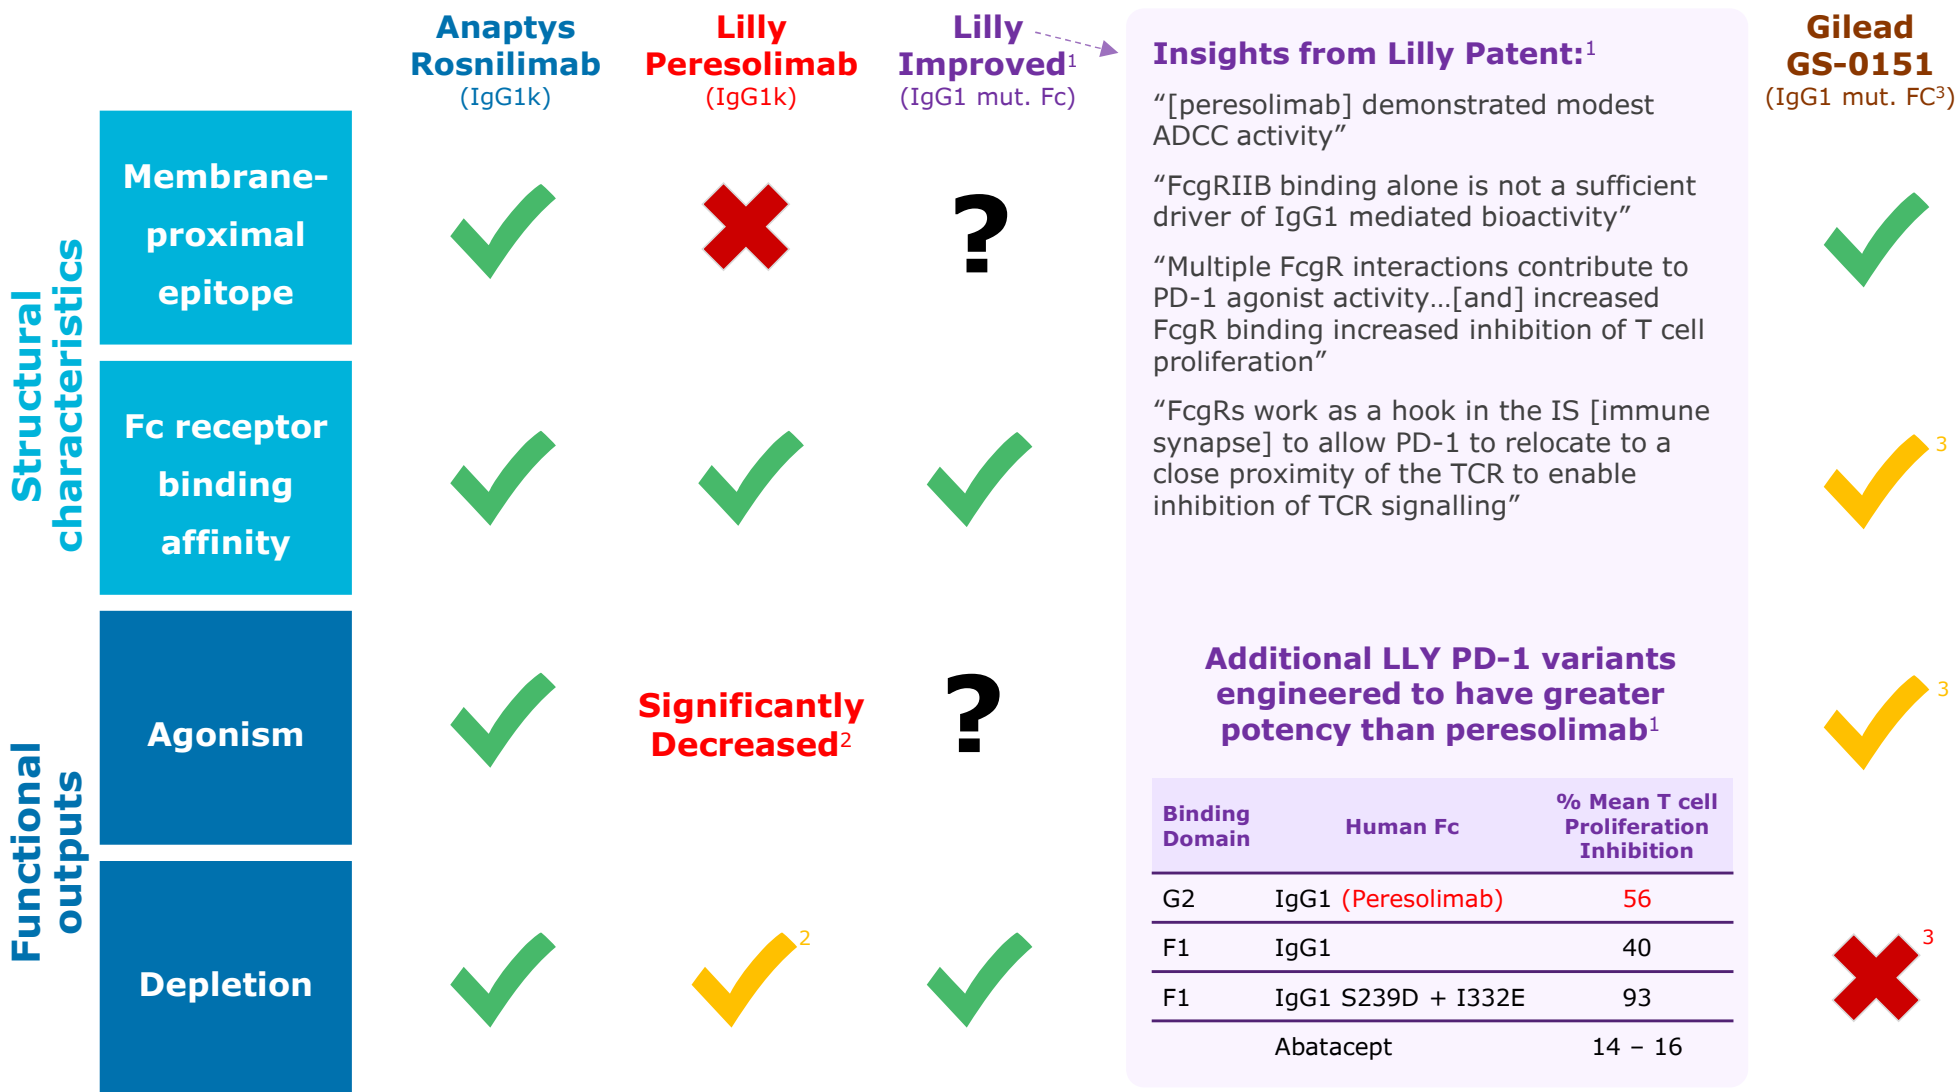 Anaptys
Rosnilimab
(IgG1k)
Lilly
Peresolimab
(IgG1k)
Lilly
Improved1
(IgG1 mut. Fc)
Gilead
GS-0151
(IgG1 mut. FC3)
Structural
characteristics
Membrane-
proximal
epitope
?
Fc receptor
binding
affinity
3
Functional
outputs
Agonism
Significantly
Decreased2
?
3
Depletion
2
3
Insights from Lilly Patent:1
“[peresolimab] demonstrated modest
ADCC activity”
“FcgRIIB binding alone is not a sufficient
driver of IgG1 mediated bioactivity”
“Multiple FcgR interactions contribute to
PD-1 agonist activity…[and] increased
FcgR binding increased inhibition of T cell
proliferation”
“FcgRs work as a hook in the IS [immune
synapse] to allow PD-1 to relocate to a
close proximity of the TCR to enable
inhibition of TCR signalling”
Additional LLY PD-1 variants
engineered to have greater
potency than peresolimab1
Binding
Domain
Human Fc
% Mean T cell
Proliferation
Inhibition
G2 IgG1 (Peresolimab) 56
F1 IgG1 40
F1 IgG1 S239D + I332E 93
Abatacept 14 – 16